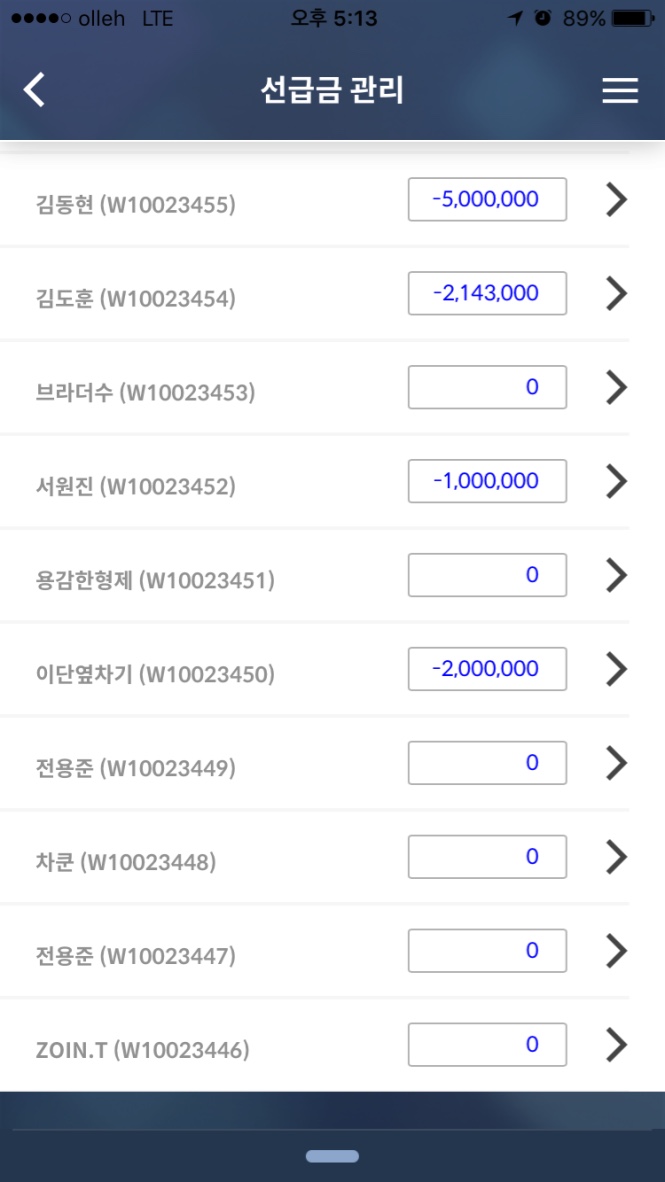 olleh LTE 오후 5:13 89%
선급금 관리
김동현 (W10023455) -5,000,000
김도훈 (W10023454) -2,143,000
브라더수 (W10023453) 0
서원진 (W10023452) -1,000,000
용감한형제 (W10023451) 0
이단옆차기 (W10023450) -2,000,000
전용준 (W10023449) 0
차쿤 (W10023448) 0
전용준 (W10023447) 0
ZOIN.T (W10023446) 0